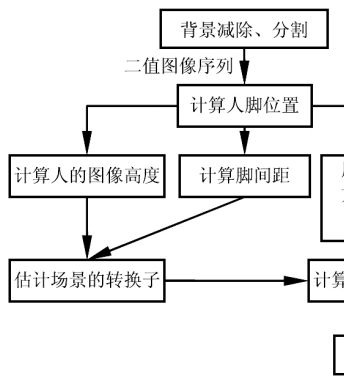 背景减除、分割
二值图像序列
计算人脚位置
计算人的图像高度
计算脚间距
估计场景的转换子
计算